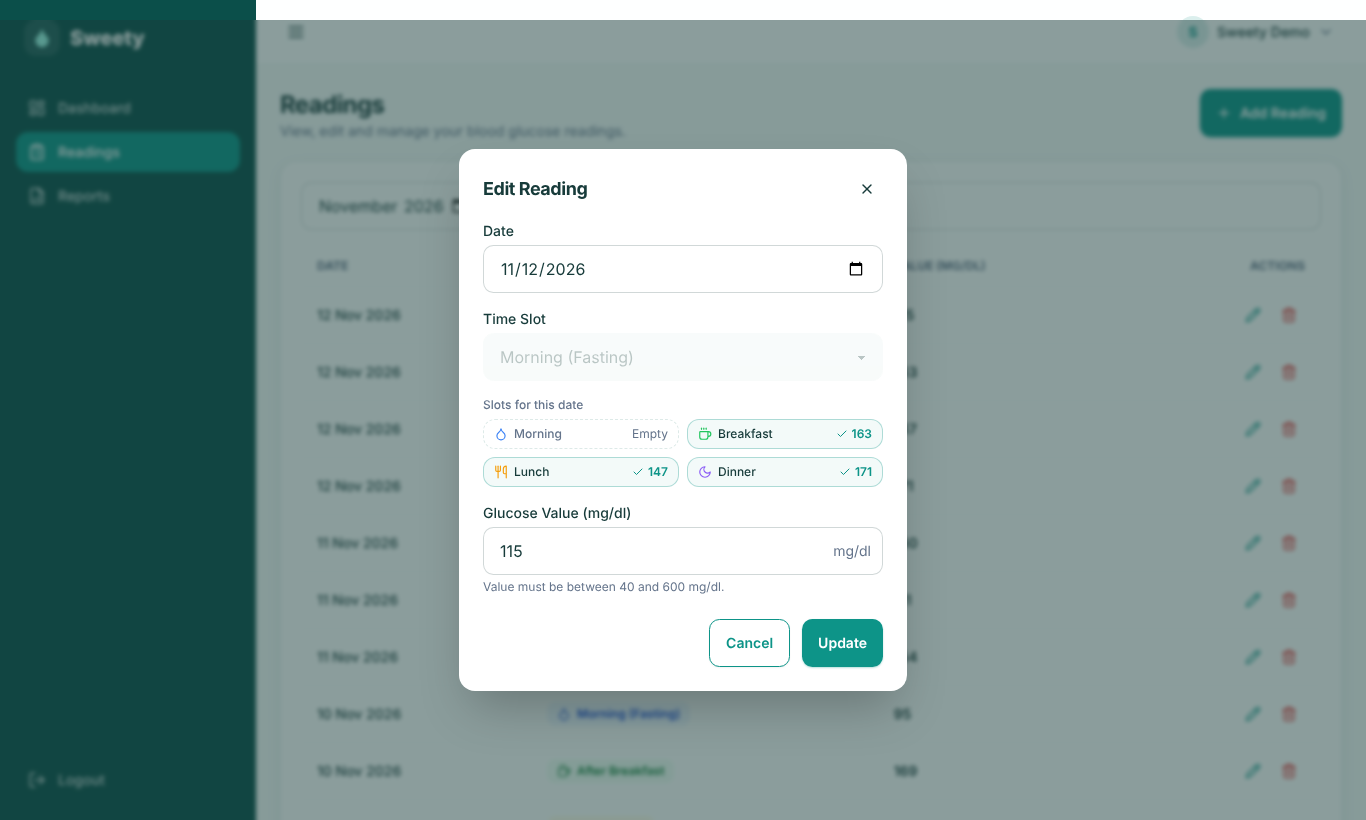 Sweety
Sweety Demo
Dashboard
Readings
Reports
Logout
Readings
View, edit and manage your blood glucose readings.
+ Add Reading
November 2026
DATE
(MG/DL)
ACTIONS
12 Nov 2026
12 Nov 2026
12 Nov 2026
12 Nov 2026
11 Nov 2026
11 Nov 2026
11 Nov 2026
10 Nov 2026 Morning (Fasting) 95
10 Nov 2026 After Breakfast 169
Edit Reading
Date
11/12/2026
Time Slot
Morning (Fasting)
Slots for this date
Morning Empty
Breakfast 163
Lunch 147
Dinner 171
Glucose Value (mg/dl)
115 mg/dl
Value must be between 40 and 600 mg/dl.
Cancel
Update